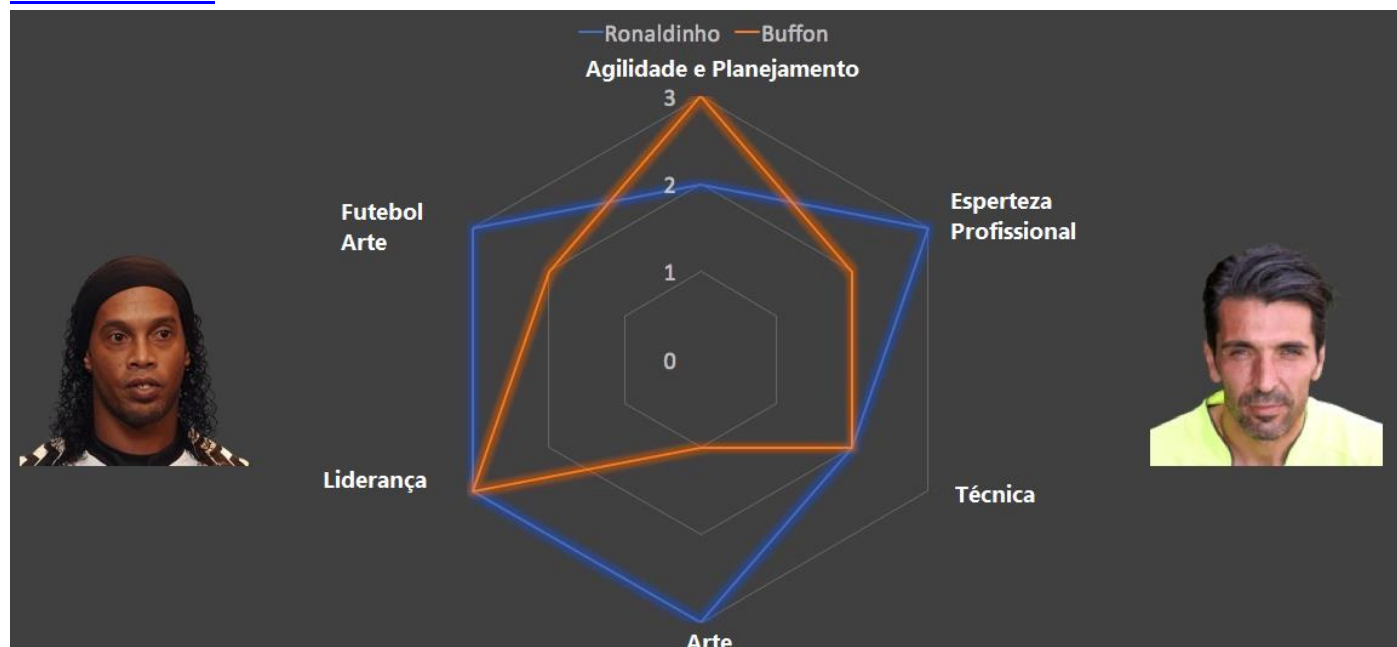 Ronaldinho Buffon
Agilidade e Planejamento
3
2
Esperteza
Profissional
Futebol
Arte
1
0
Liderança
Técnica
Arte